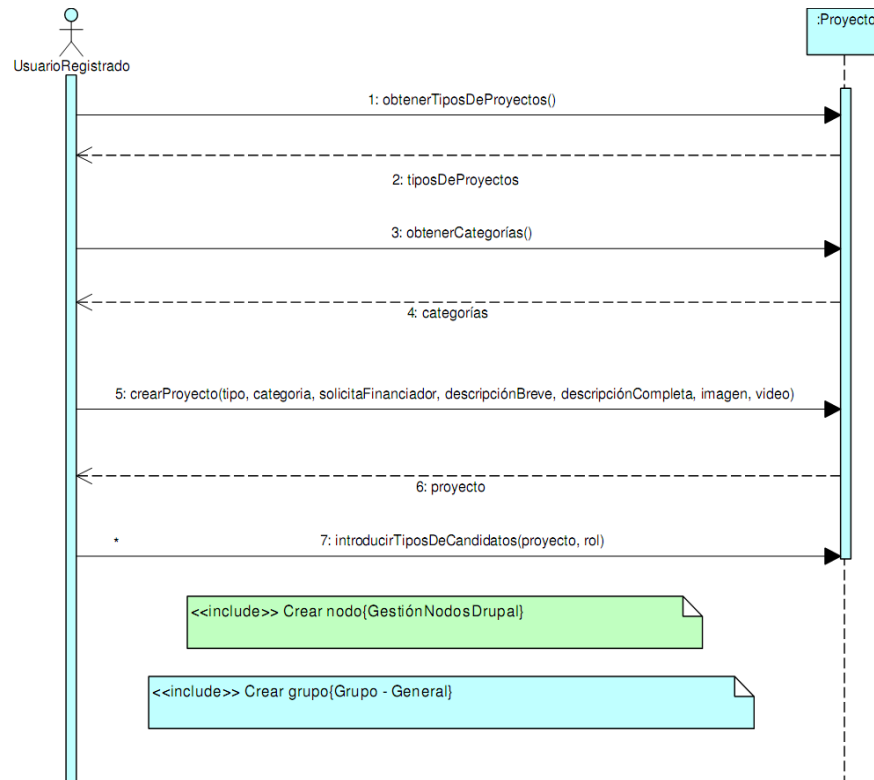 :Proyecto
UsuarioRegistrado
1: obtenerTiposDeProyectos()
2: tiposDeProyectos
3: obtenerCategorías()
4: categorías
5: crearProyecto(tipo, categoria, solicitaFinanciador, descripciónBreve, descripciónCompleta, imagen, video)
6: proyecto
* 7: introducirTiposDeCandidatos(proyecto, rol)
<<include>> Crear nodo{GestiónNodosDrupal}
<<include>> Crear grupo{Grupo - General}